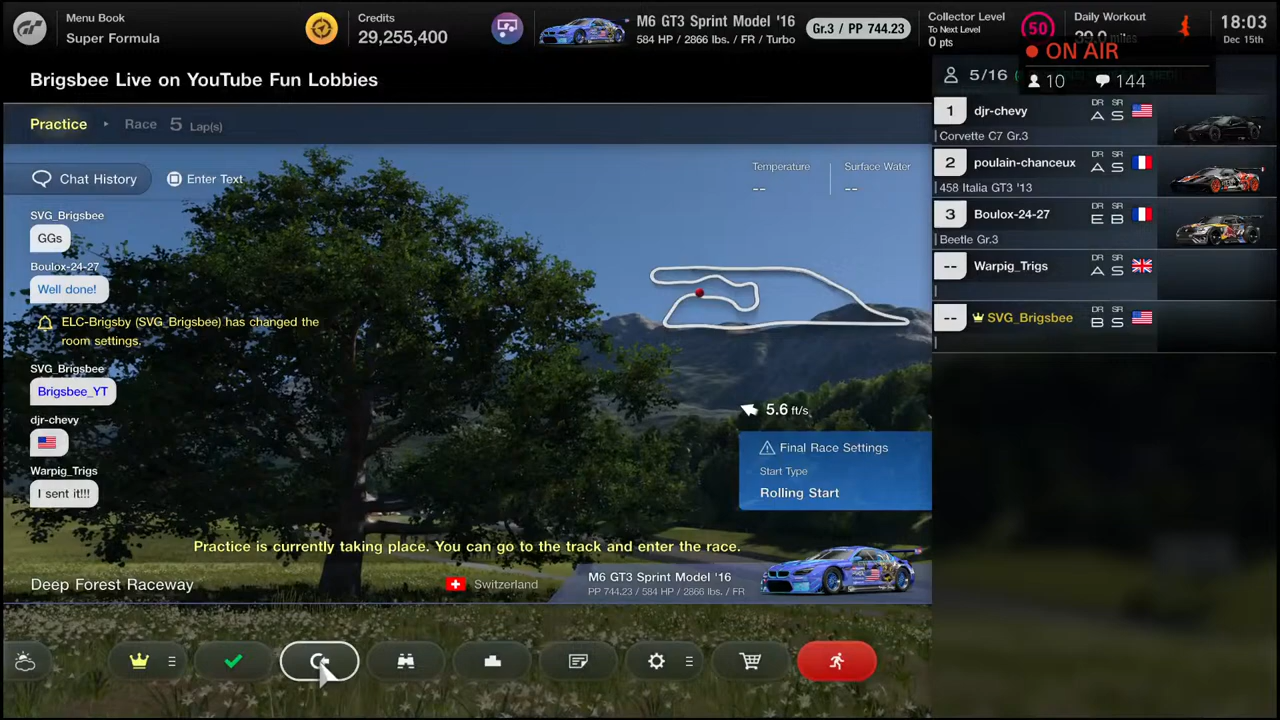 Menu Book
Super Formula
Credits
29,255,400
M6 GT3 Sprint Model '16
584 HP / 2866 lbs. / FR / Turbo
Gr.3 / PP 744.23
Collector Level
To Next Level
0 pts
50
Daily Workout
39.0 miles
18:03
Dec 15th
ON AIR
10
144
Brigsbee Live on YouTube Fun Lobbies
5/16
Practice
Race 5 Lap(s)
Chat History
Enter Text
Temperature
--
Surface Water
--
SVG_Brigsbee
GGs
Boulox-24-27
Well done!
ELC-Brigsby (SVG_Brigsbee) has changed the
room settings.
SVG_Brigsbee
Brigsbee_YT
djr-chevy
Warpig_Trigs
I sent it!!!
5.6 ft/s
Final Race Settings
Start Type
Rolling Start
Practice is currently taking place. You can go to the track and enter the race.
Deep Forest Raceway
Switzerland
M6 GT3 Sprint Model '16
PP 744.23 / 584 HP / 2866 lbs. / FR
1 djr-chevy DR A SR S
Corvette C7 Gr.3
2 poulain-chanceux DR A SR S
458 Italia GT3 '13
3 Boulox-24-27 DR E SR B
Beetle Gr.3
-- Warpig_Trigs DR A SR S
-- SVG_Brigsbee DR B SR S